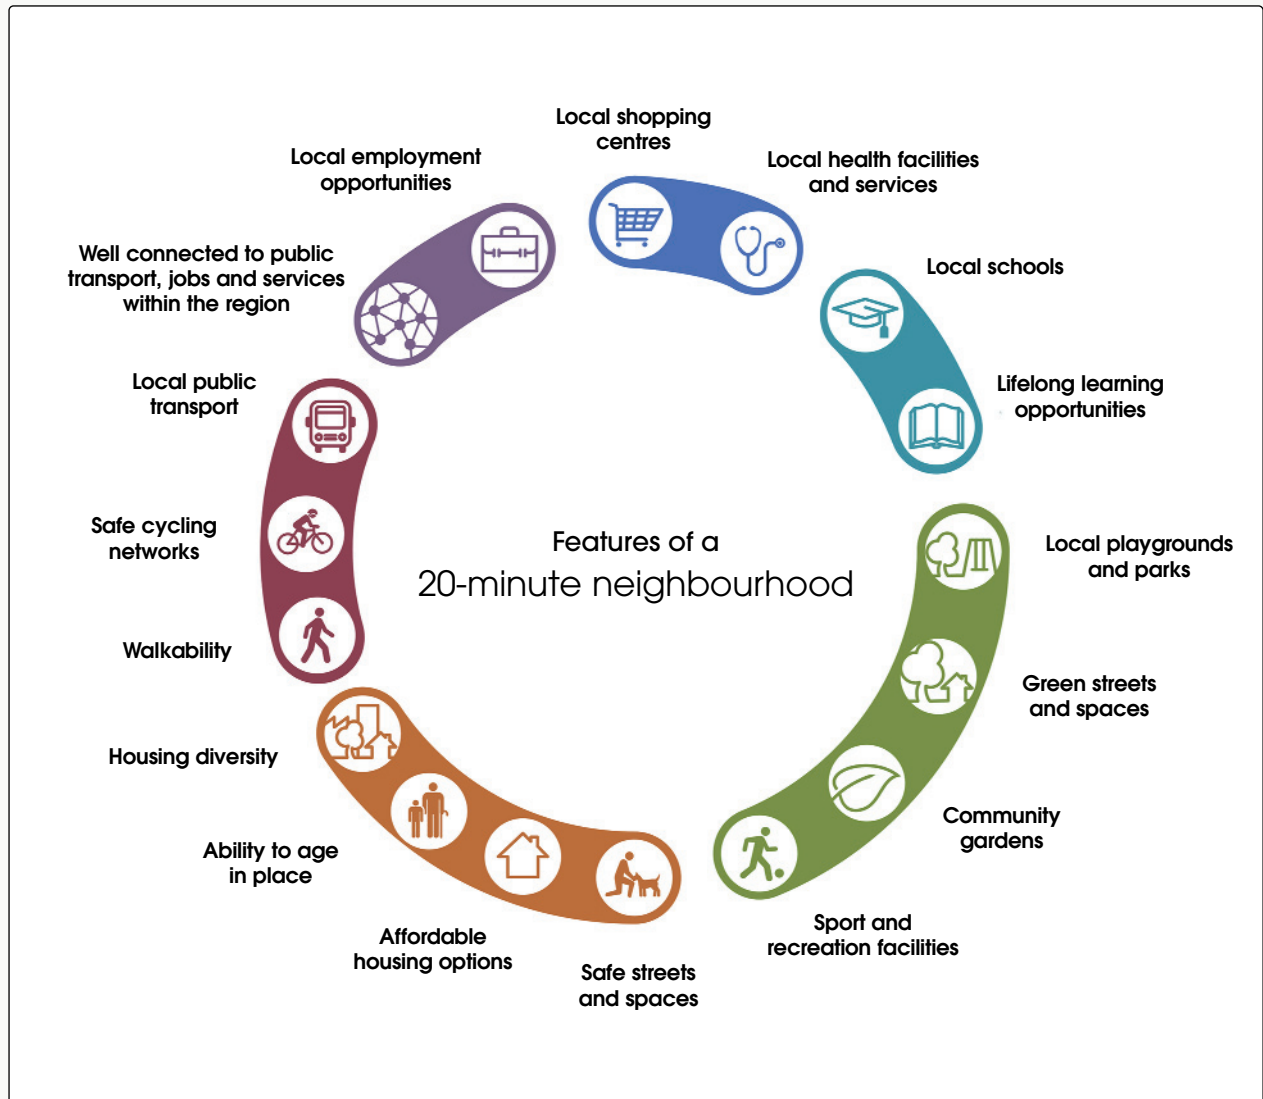 Local shopping
centres
Local health facilities
and services
Local schools
Lifelong learning
opportunities
Local playgrounds
and parks
Green streets
and spaces
Community
gardens
Sport and
recreation facilities
Safe streets
and spaces
Affordable
housing options
Ability to age
in place
Housing diversity
Walkability
Safe cycling
networks
Local public
transport
Well connected to public
transport, jobs and services
within the region
Local employment
opportunities
Features of a
20-minute neighbourhood